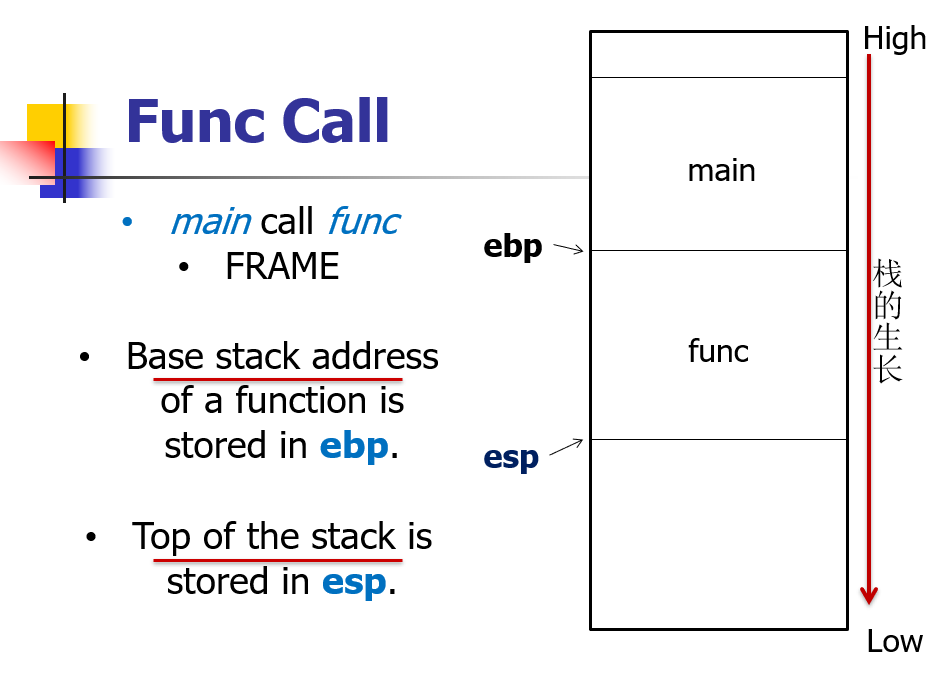 Func Call
• main call func
• FRAME
• Base stack address
of a function is
stored in ebp.
• Top of the stack is
stored in esp.
High
main
ebp
func
esp
栈的生长
Low